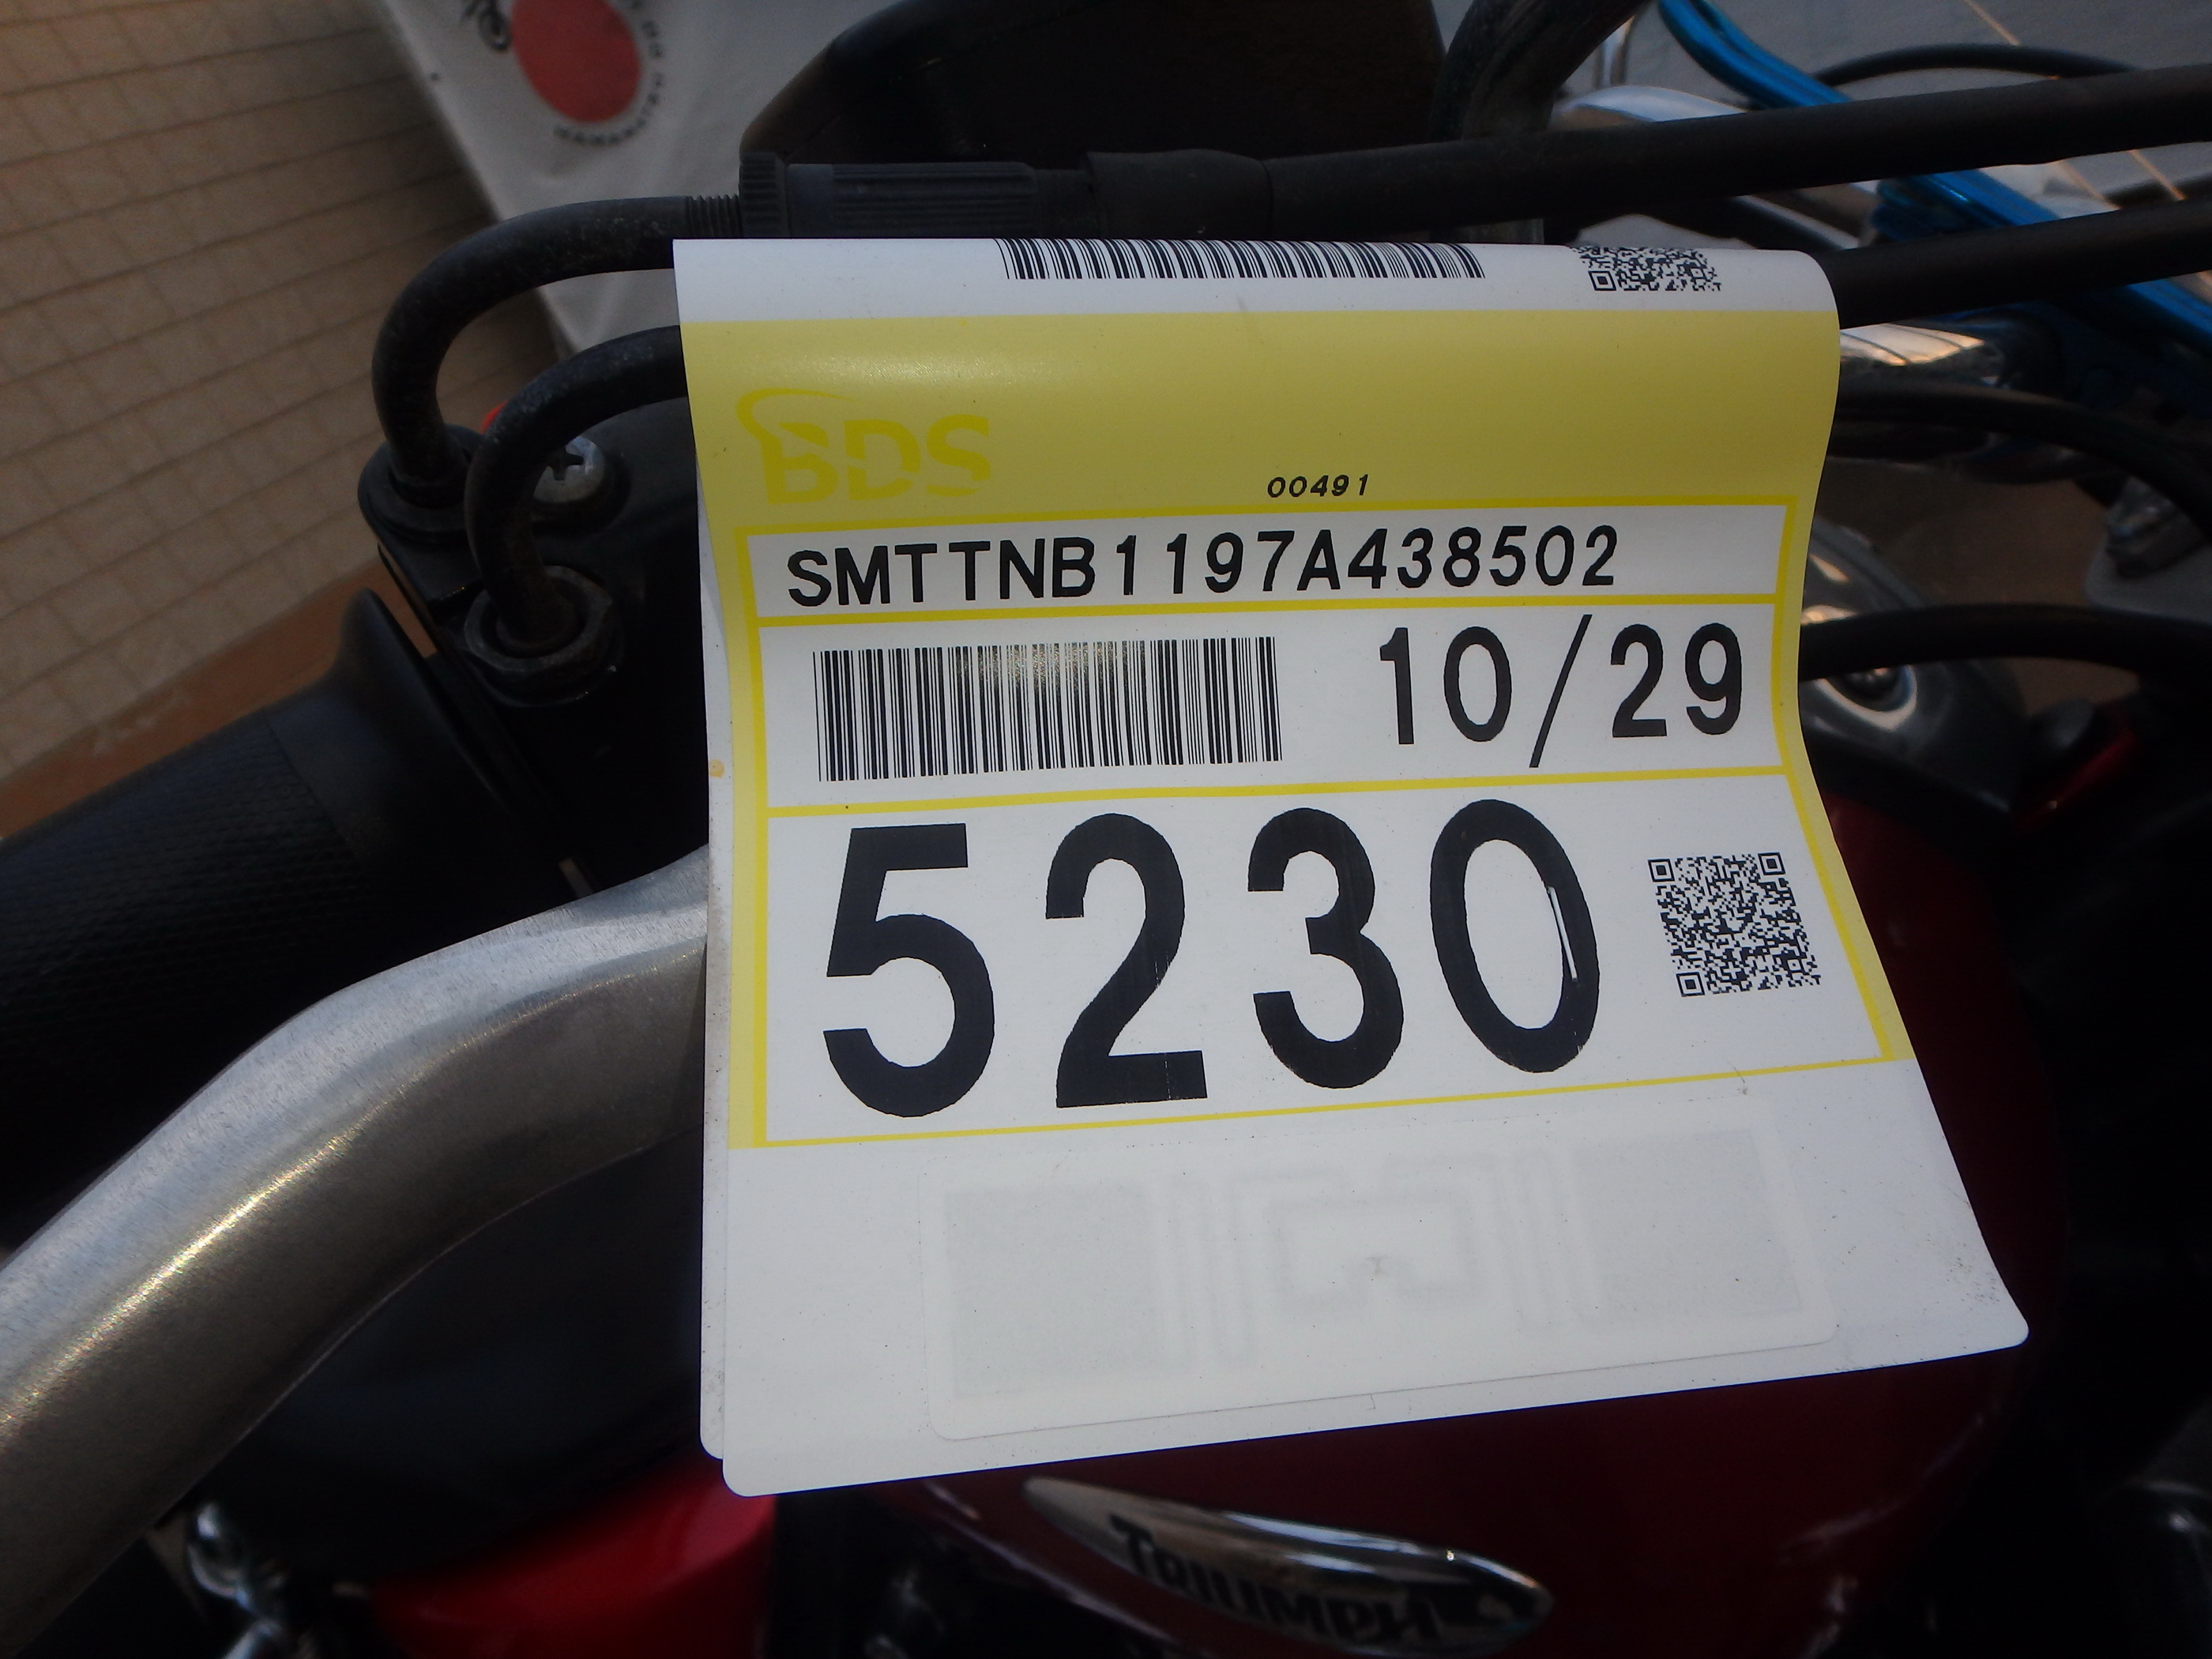 BDS
00491
SMTTNB1197A438502
10/29
5230
TRIUMPH